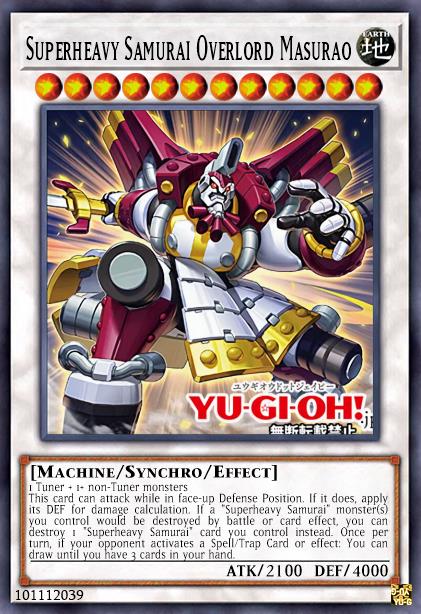 SUPERHEAVY SAMURAI OVERLORD MASURAO
EARTH
地
ユウギオウドットジェイピー
YU-GI-OH!
無断転載禁止
[MACHINE/SYNCHRO/EFFECT]
1 Tuner + 1+ non-Tuner monsters
This card can attack while in face-up Defense Position. If it does, apply
its DEF for damage calculation. If a "Superheavy Samurai" monster(s)
you control would be destroyed by battle or card effect, you can
destroy 1 "Superheavy Samurai" card you control instead. Once per
turn, if your opponent activates a Spell/Trap Card or effect: You can
draw until you have 3 cards in your hand.
ATK/2100 DEF/4000
101112039